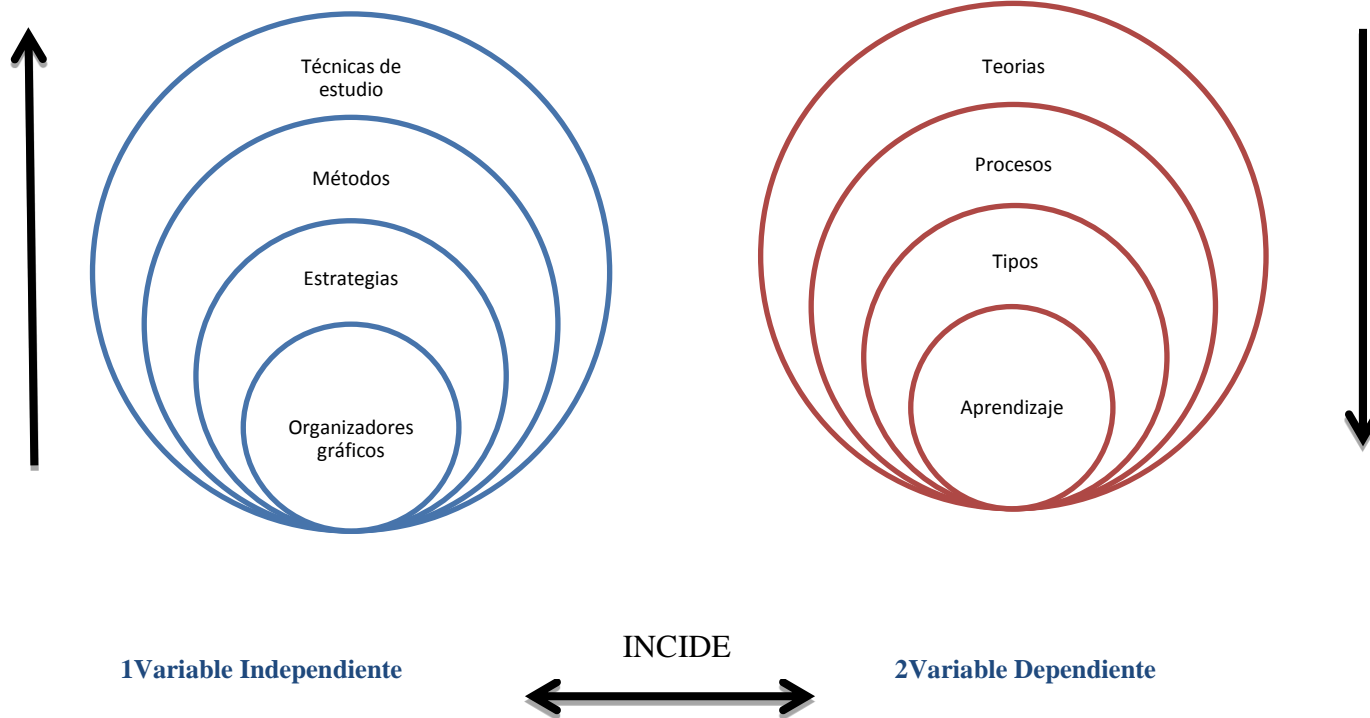 Técnicas de
estudio
Métodos
Estrategias
Organizadores
gráficos
Teorias
Procesos
Tipos
Aprendizaje
INCIDE
1Variable Independiente
2Variable Dependiente